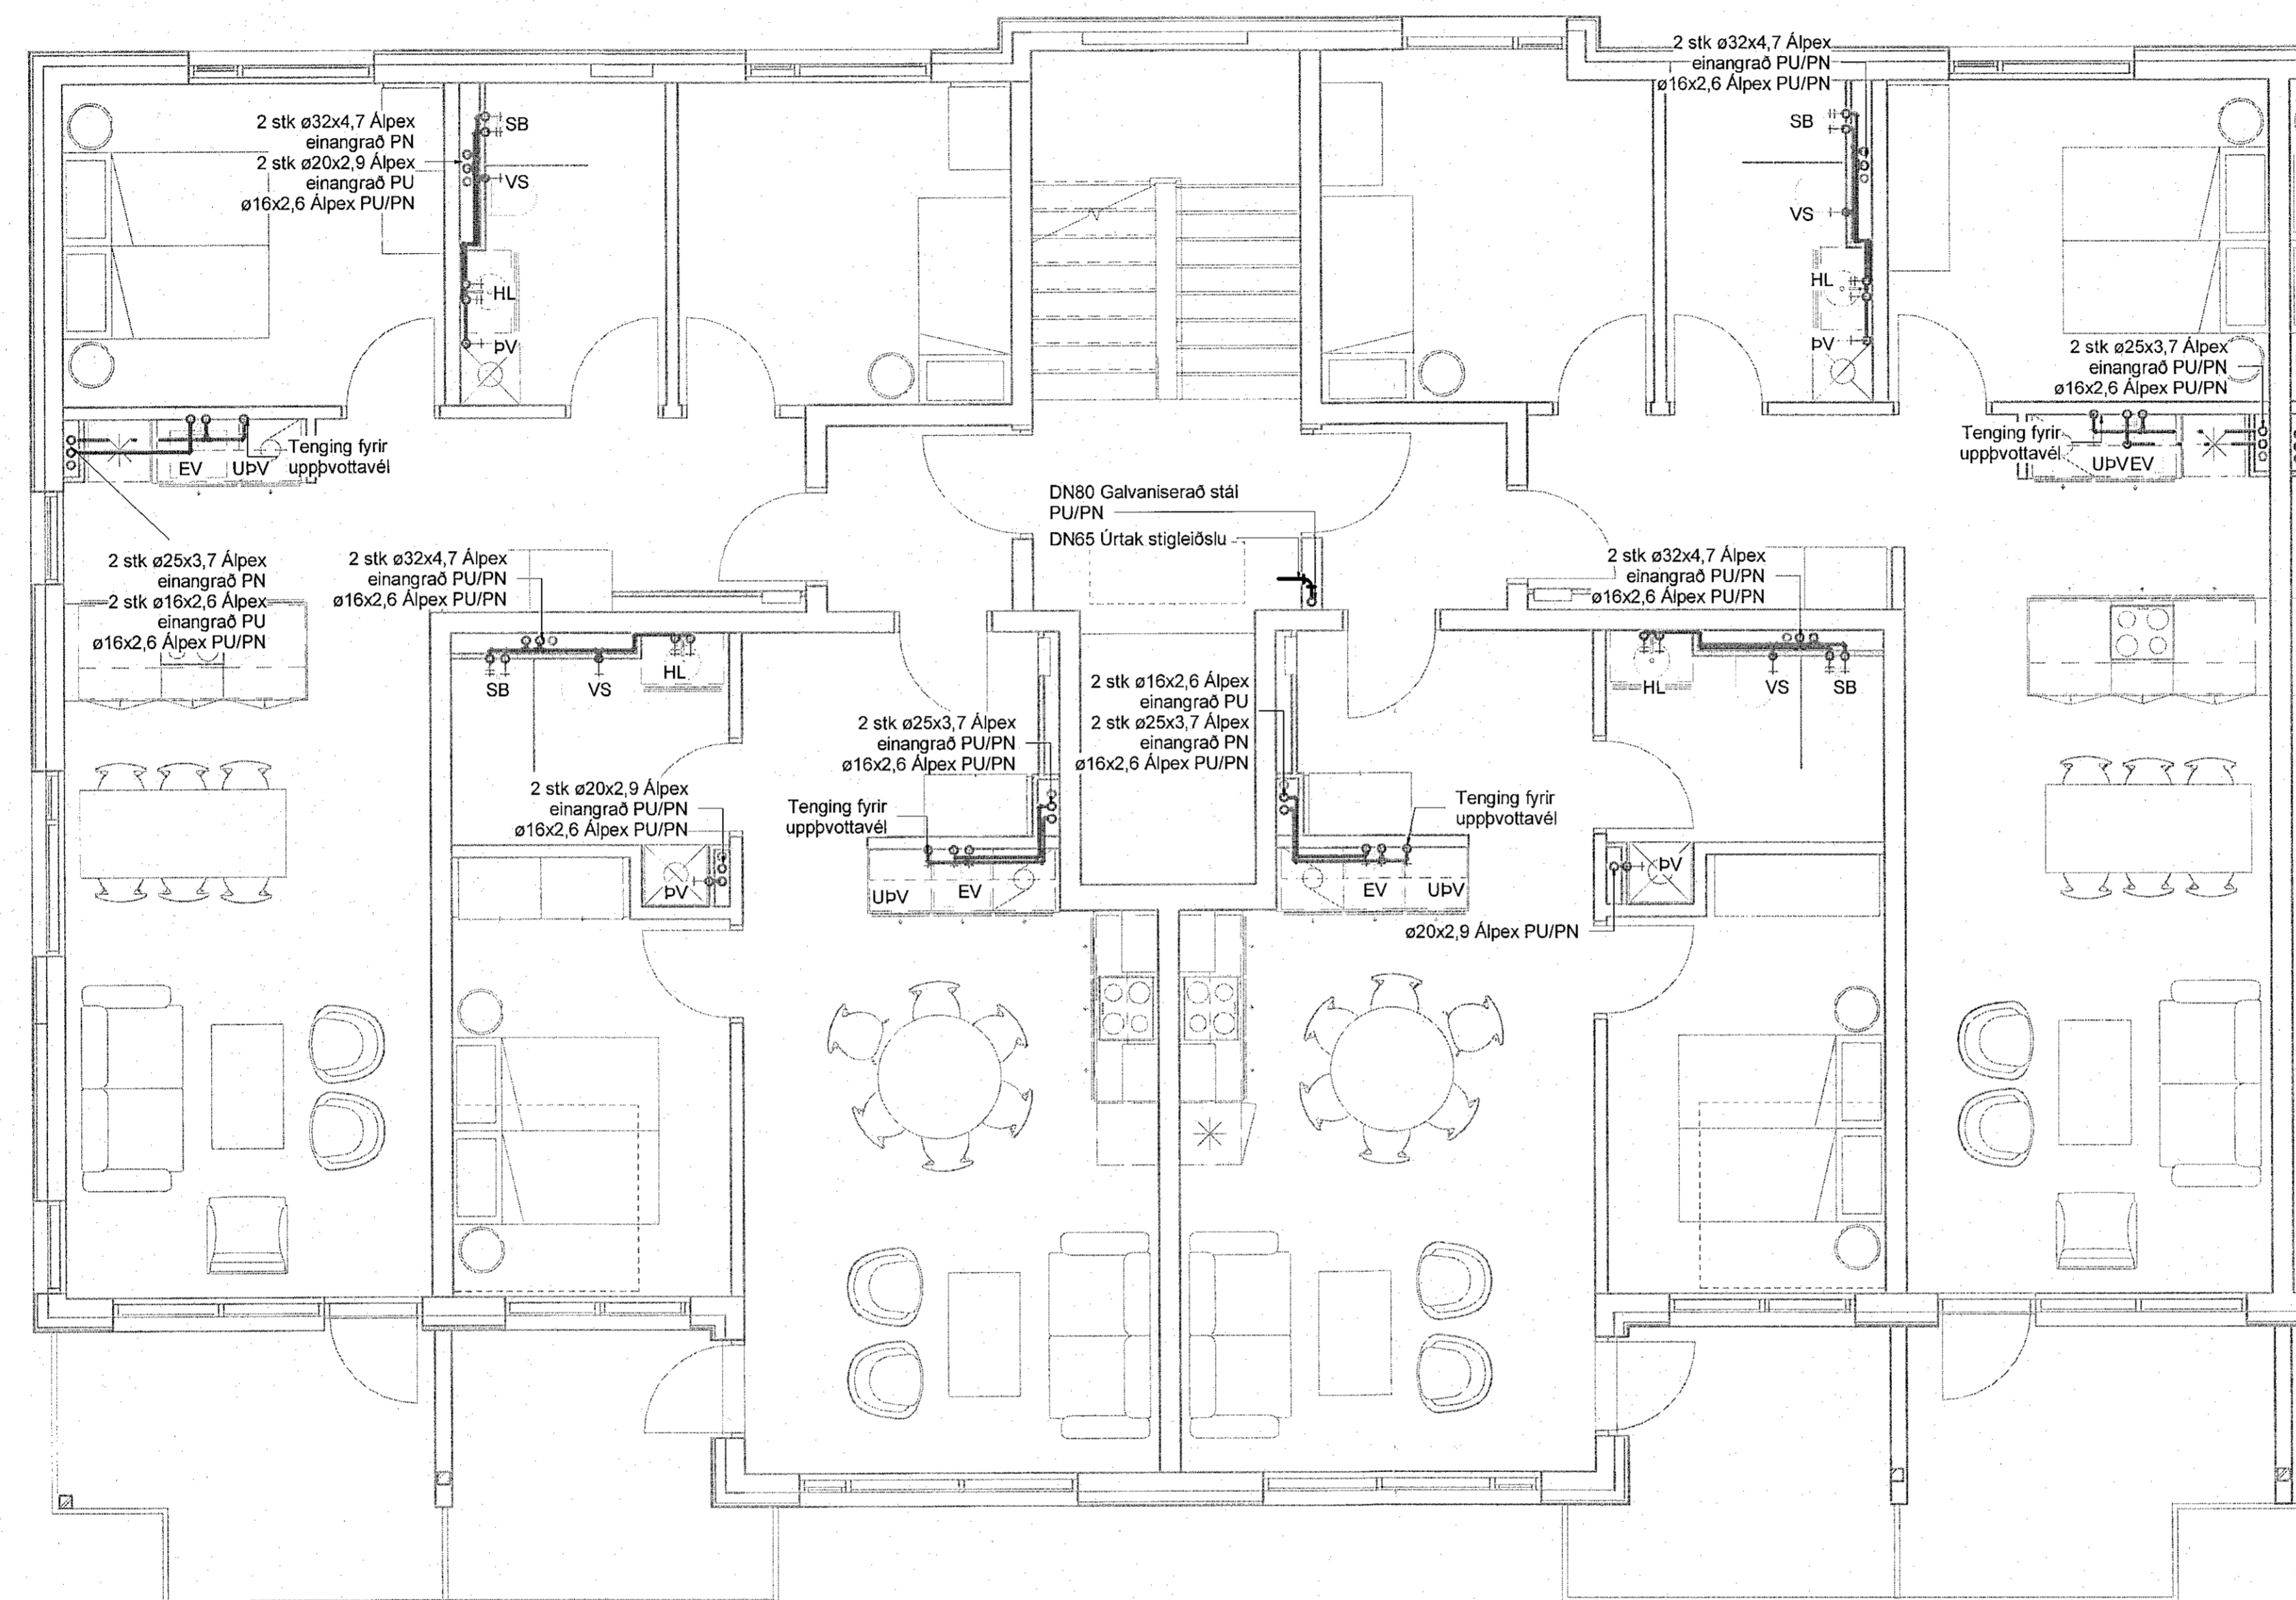 2 stk ø32x4,7 Álpex
einangrað PU/PN
ø16x2,6 Álpex PU/PN
2 stk ø32x4,7 Álpex
einangrað PN
2 stk ø20x2,9 Álpex
einangrað PU
ø16x2,6 Álpex PU/PN
SB
VS
HL
ÞV
SB
VS
HL
ÞV
2 stk ø25x3,7 Álpex
einangrað PU/PN
ø16x2,6 Álpex PU/PN
Tenging fyrir
uppþvottavél
EV
UÞV
Tenging fyrir
uppþvottavél
UÞV
EV
DN80 Galvaniserað stál
PU/PN
DN65 Úrtak stigleiðslu
2 stk ø25x3,7 Álpex
einangrað PN
2 stk ø16x2,6 Álpex
einangrað PU
ø16x2,6 Álpex PU/PN
2 stk ø32x4,7 Álpex
einangrað PU/PN
ø16x2,6 Álpex PU/PN
2 stk ø32x4,7 Álpex
einangrað PU/PN
ø16x2,6 Álpex PU/PN
SB
VS
HL
HL
VS
SB
2 stk ø16x2,6 Álpex
einangrað PU
2 stk ø25x3,7 Álpex
einangrað PN
ø16x2,6 Álpex PU/PN
2 stk ø25x3,7 Álpex
einangrað PU/PN
ø16x2,6 Álpex PU/PN
2 stk ø20x2,9 Álpex
einangrað PU/PN
ø16x2,6 Álpex PU/PN
Tenging fyrir
uppþvottavél
Tenging fyrir
uppþvottavél
ÞV
UÞV
EV
EV
UÞV
ÞV
ø20x2,9 Álpex PU/PN